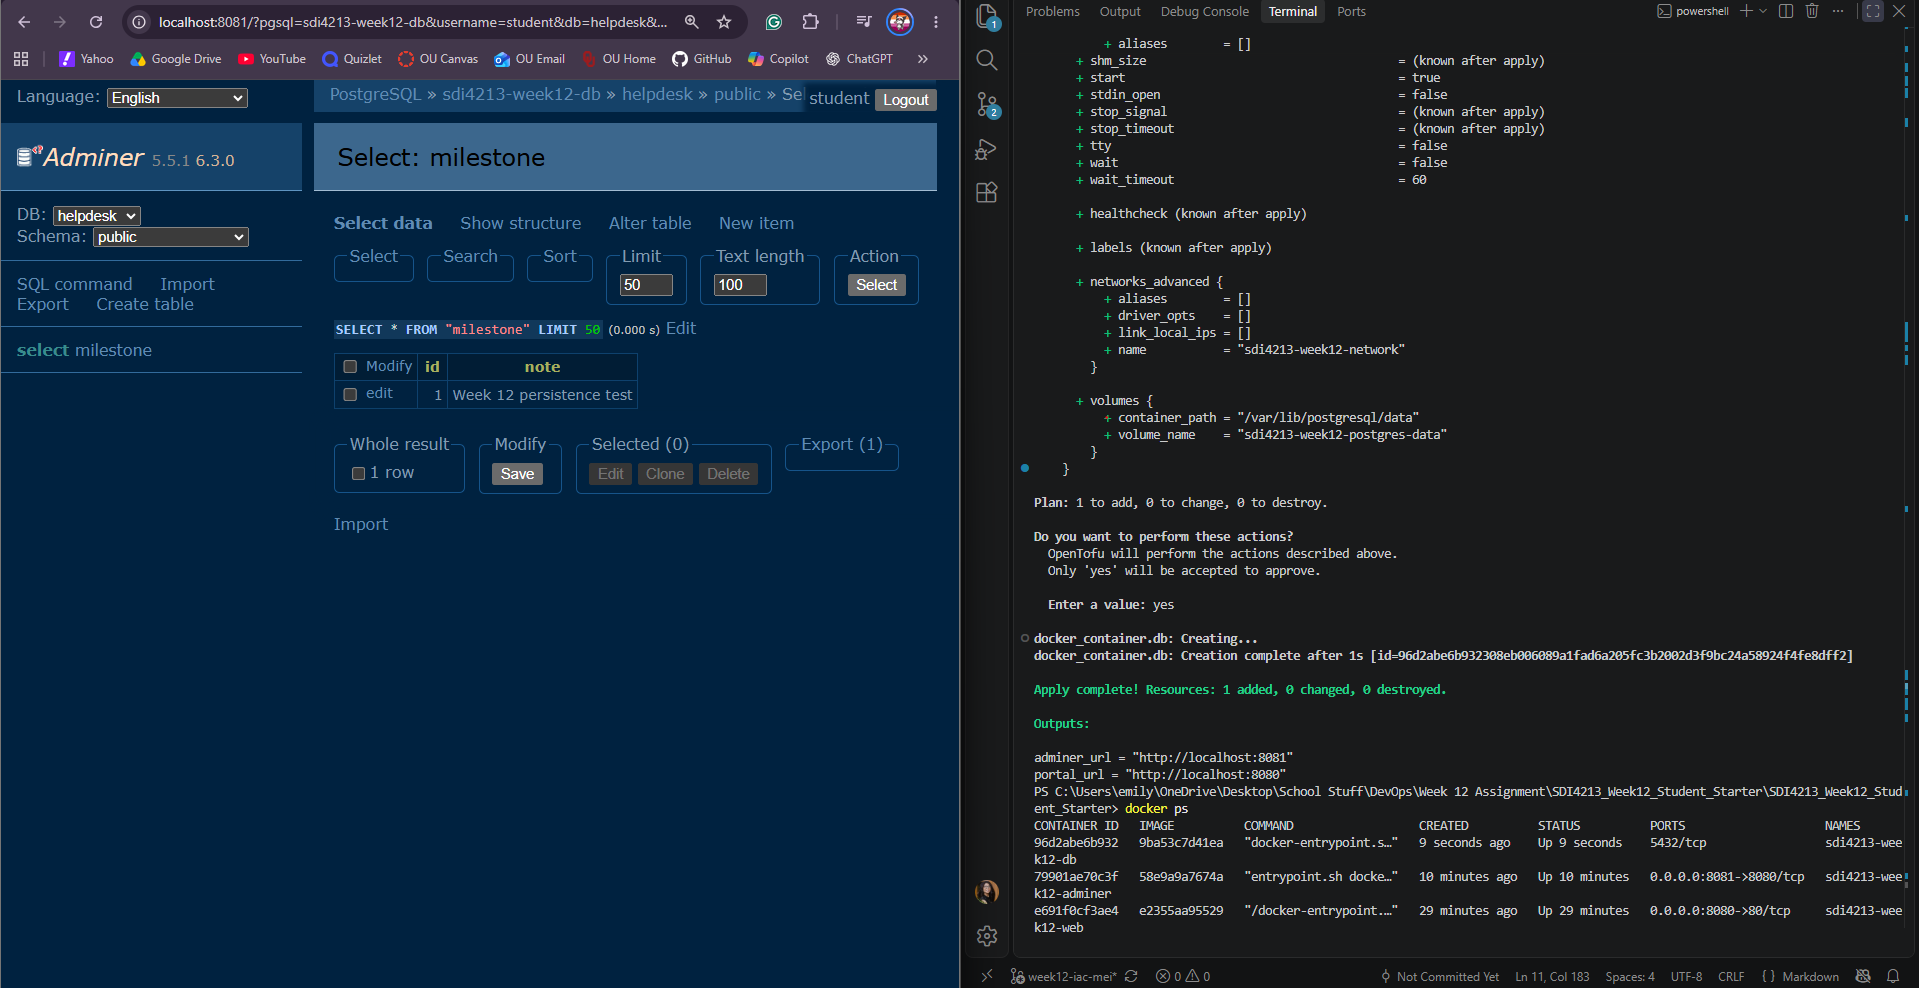 localhost:8081/?pgsql=sdi4213-week12-db&username=student&db=helpdesk&...
Yahoo Google Drive YouTube Quizlet OU Canvas OU Email OU Home GitHub Copilot ChatGPT »
Language: English
PostgreSQL » sdi4213-week12-db » helpdesk » public » Se student Logout
Adminer 5.5.1 6.3.0
Select: milestone
DB: helpdesk
Schema: public
SQL command Import
Export Create table
select milestone
Select data Show structure Alter table New item
Select Search Sort Limit Text length Action
50 100 Select
SELECT * FROM "milestone" LIMIT 50 (0.000 s) Edit
Modify id note
edit 1 Week 12 persistence test
Whole result Modify Selected (0) Export (1)
1 row Save Edit Clone Delete
Import
Problems Output Debug Console Terminal Ports powershell
1
2
+ aliases = []
+ shm_size = (known after apply)
+ start = true
+ stdin_open = false
+ stop_signal = (known after apply)
+ stop_timeout = (known after apply)
+ tty = false
+ wait = false
+ wait_timeout = 60
+ healthcheck (known after apply)
+ labels (known after apply)
+ networks_advanced {
+ aliases = []
+ driver_opts = []
+ link_local_ips = []
+ name = "sdi4213-week12-network"
}
+ volumes {
+ container_path = "/var/lib/postgresql/data"
+ volume_name = "sdi4213-week12-postgres-data"
}
}
Plan: 1 to add, 0 to change, 0 to destroy.
Do you want to perform these actions?
OpenTofu will perform the actions described above.
Only 'yes' will be accepted to approve.
Enter a value: yes
docker_container.db: Creating...
docker_container.db: Creation complete after 1s [id=96d2abe6b932308eb006089a1fad6a205fc3b2002d3f9bc24a58924f4fe8dff2]
Apply complete! Resources: 1 added, 0 changed, 0 destroyed.
Outputs:
adminer_url = "http://localhost:8081"
portal_url = "http://localhost:8080"
PS C:\Users\emily\OneDrive\Desktop\School Stuff\DevOps\Week 12 Assignment\SDI4213_Week12_Student_Starter\SDI4213_Week12_Stud
ent_Starter> docker ps
CONTAINER ID IMAGE COMMAND CREATED STATUS PORTS NAMES
96d2abe6b932 9ba53c7d41ea "docker-entrypoint.s…" 9 seconds ago Up 9 seconds 5432/tcp sdi4213-wee
k12-db
79901ae70c3f 58e9a9a7674a "entrypoint.sh docke…" 10 minutes ago Up 10 minutes 0.0.0.0:8081->8080/tcp sdi4213-wee
k12-adminer
e691f0cf3ae4 e2355aa95529 "/docker-entrypoint.…" 29 minutes ago Up 29 minutes 0.0.0.0:8080->80/tcp sdi4213-wee
k12-web
week12-iac-mei* 0 0 Not Committed Yet Ln 11, Col 183 Spaces: 4 UTF-8 CRLF { } Markdown